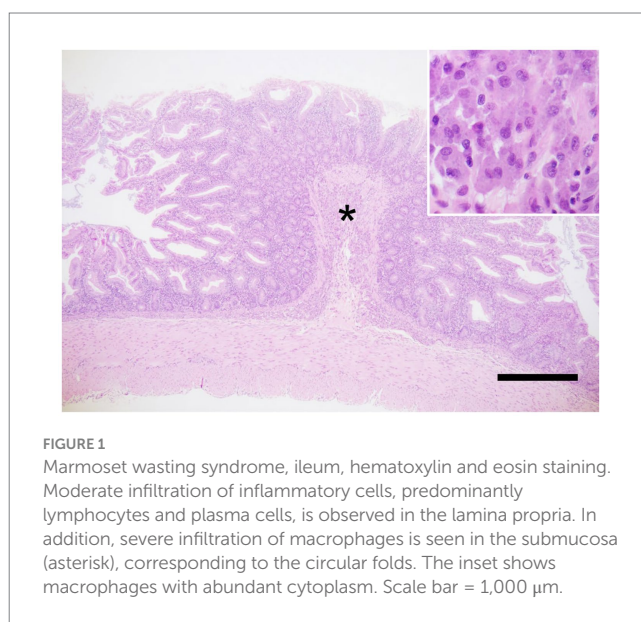 *
FIGURE 1
Marmoset wasting syndrome, ileum, hematoxylin and eosin staining.
Moderate infiltration of inflammatory cells, predominantly
lymphocytes and plasma cells, is observed in the lamina propria. In
addition, severe infiltration of macrophages is seen in the submucosa
(asterisk), corresponding to the circular folds. The inset shows
macrophages with abundant cytoplasm. Scale bar = 1,000 μm.